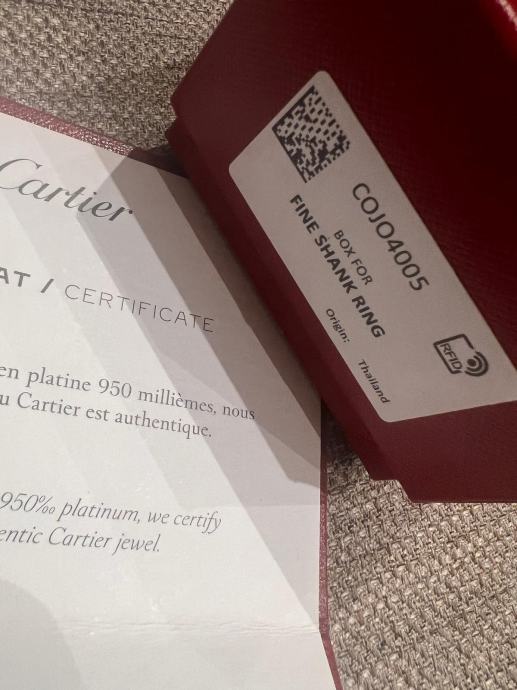 Cartier
AT / CERTIFICATE
en platine 950 millièmes, nous
u Cartier est authentique.
950‰ platinum, we certify
entic Cartier jewel.
COJO4005
BOX FOR
FINE SHANK RING
Origin: Thailand
RFID